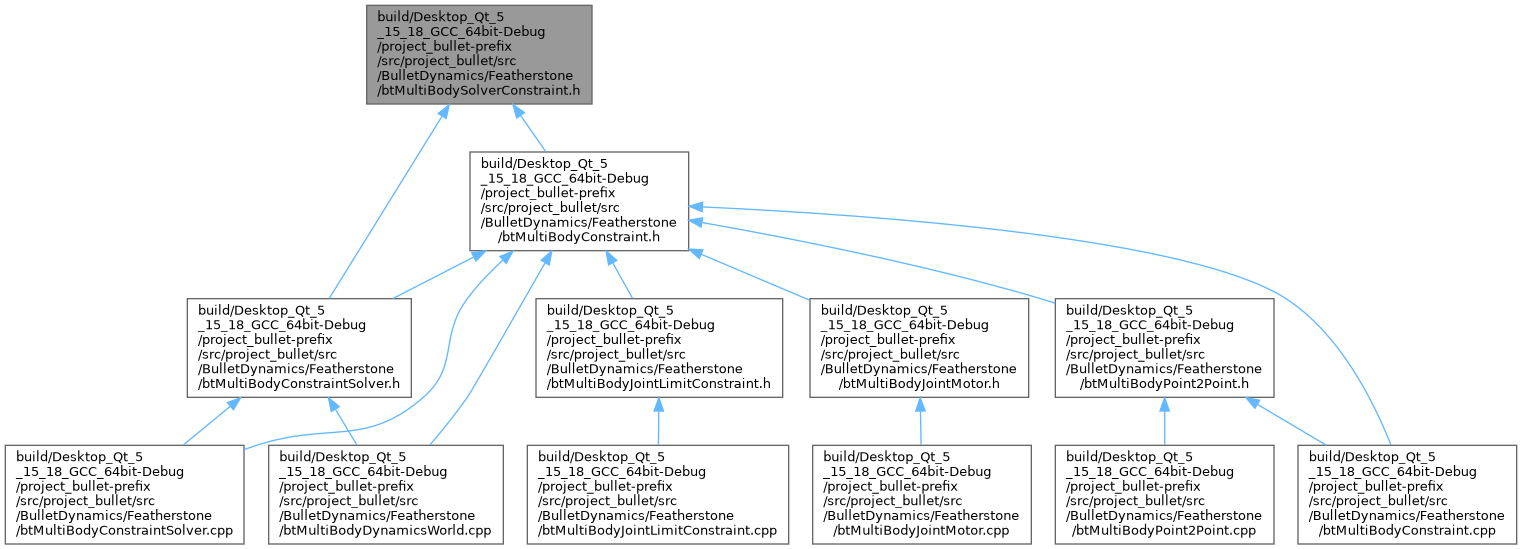 build/Desktop_Qt_5
_15_18_GCC_64bit-Debug
/project_bullet-prefix
/src/project_bullet/src
/BulletDynamics/Featherstone
/btMultiBodySolverConstraint.h
build/Desktop_Qt_5
_15_18_GCC_64bit-Debug
/project_bullet-prefix
/src/project_bullet/src
/BulletDynamics/Featherstone
/btMultiBodyConstraint.h
build/Desktop_Qt_5
_15_18_GCC_64bit-Debug
/project_bullet-prefix
/src/project_bullet/src
/BulletDynamics/Featherstone
/btMultiBodyConstraintSolver.h
build/Desktop_Qt_5
_15_18_GCC_64bit-Debug
/project_bullet-prefix
/src/project_bullet/src
/BulletDynamics/Featherstone
/btMultiBodyJointLimitConstraint.h
build/Desktop_Qt_5
_15_18_GCC_64bit-Debug
/project_bullet-prefix
/src/project_bullet/src
/BulletDynamics/Featherstone
/btMultiBodyJointMotor.h
build/Desktop_Qt_5
_15_18_GCC_64bit-Debug
/project_bullet-prefix
/src/project_bullet/src
/BulletDynamics/Featherstone
/btMultiBodyPoint2Point.h
build/Desktop_Qt_5
_15_18_GCC_64bit-Debug
/project_bullet-prefix
/src/project_bullet/src
/BulletDynamics/Featherstone
/btMultiBodyConstraintSolver.cpp
build/Desktop_Qt_5
_15_18_GCC_64bit-Debug
/project_bullet-prefix
/src/project_bullet/src
/BulletDynamics/Featherstone
/btMultiBodyDynamicsWorld.cpp
build/Desktop_Qt_5
_15_18_GCC_64bit-Debug
/project_bullet-prefix
/src/project_bullet/src
/BulletDynamics/Featherstone
/btMultiBodyJointLimitConstraint.cpp
build/Desktop_Qt_5
_15_18_GCC_64bit-Debug
/project_bullet-prefix
/src/project_bullet/src
/BulletDynamics/Featherstone
/btMultiBodyJointMotor.cpp
build/Desktop_Qt_5
_15_18_GCC_64bit-Debug
/project_bullet-prefix
/src/project_bullet/src
/BulletDynamics/Featherstone
/btMultiBodyPoint2Point.cpp
build/Desktop_Qt_5
_15_18_GCC_64bit-Debug
/project_bullet-prefix
/src/project_bullet/src
/BulletDynamics/Featherstone
/btMultiBodyConstraint.cpp